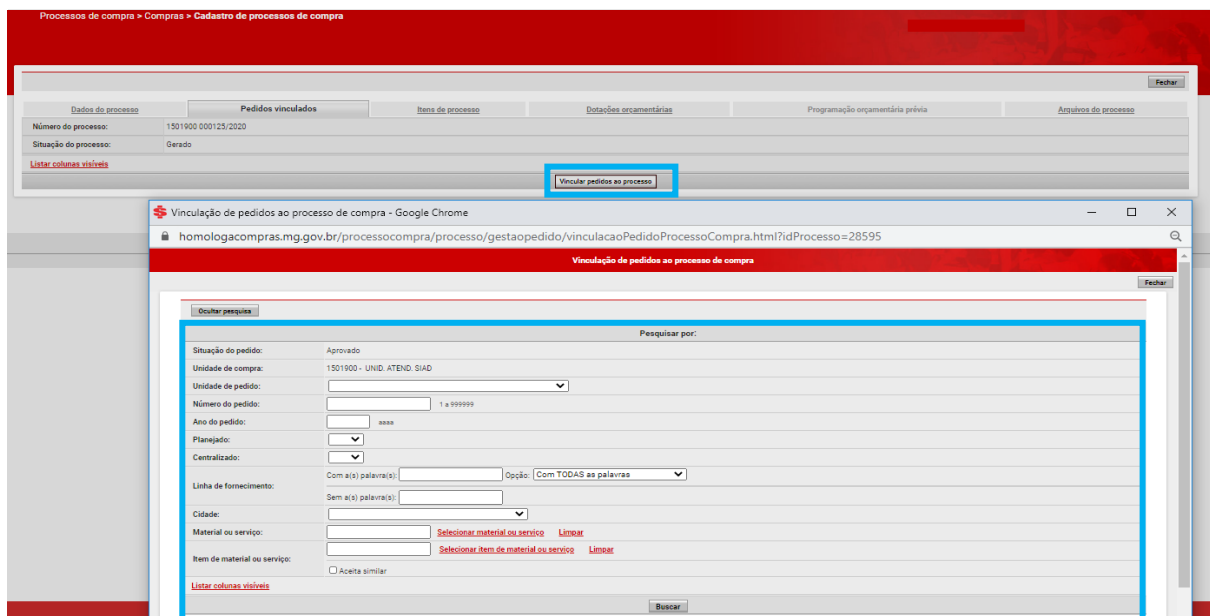 Processos de compra > Compras > Cadastro de processos de compra
Fechar
Dados do processo Pedidos vinculados Itens de processo Dotações orçamentárias Programação orçamentária prévia Arquivos do processo
Número do processo: 1501900 000125/2020
Situação do processo: Gerado
Listar colunas visíveis
Vincular pedidos ao processo
Vinculação de pedidos ao processo de compra - Google Chrome
homologacompras.mg.gov.br/processocompra/processo/gestaopedido/vinculacaoPedidoProcessoCompra.html?idProcesso=28595
Vinculação de pedidos ao processo de compra
Fechar
Ocultar pesquisa
Pesquisar por:
Situação do pedido: Aprovado
Unidade de compra: 1501900 - UNID. ATEND. SIAD
Unidade de pedido:
Número do pedido: 1 a 999999
Ano do pedido: aaaa
Planejado:
Centralizado:
Linha de fornecimento: Com a(s) palavra(s): Opção: Com TODAS as palavras
Sem a(s) palavra(s):
Cidade:
Material ou serviço: Selecionar material ou serviço Limpar
Item de material ou serviço: Selecionar item de material ou serviço Limpar
Aceita similar
Listar colunas visíveis
Buscar